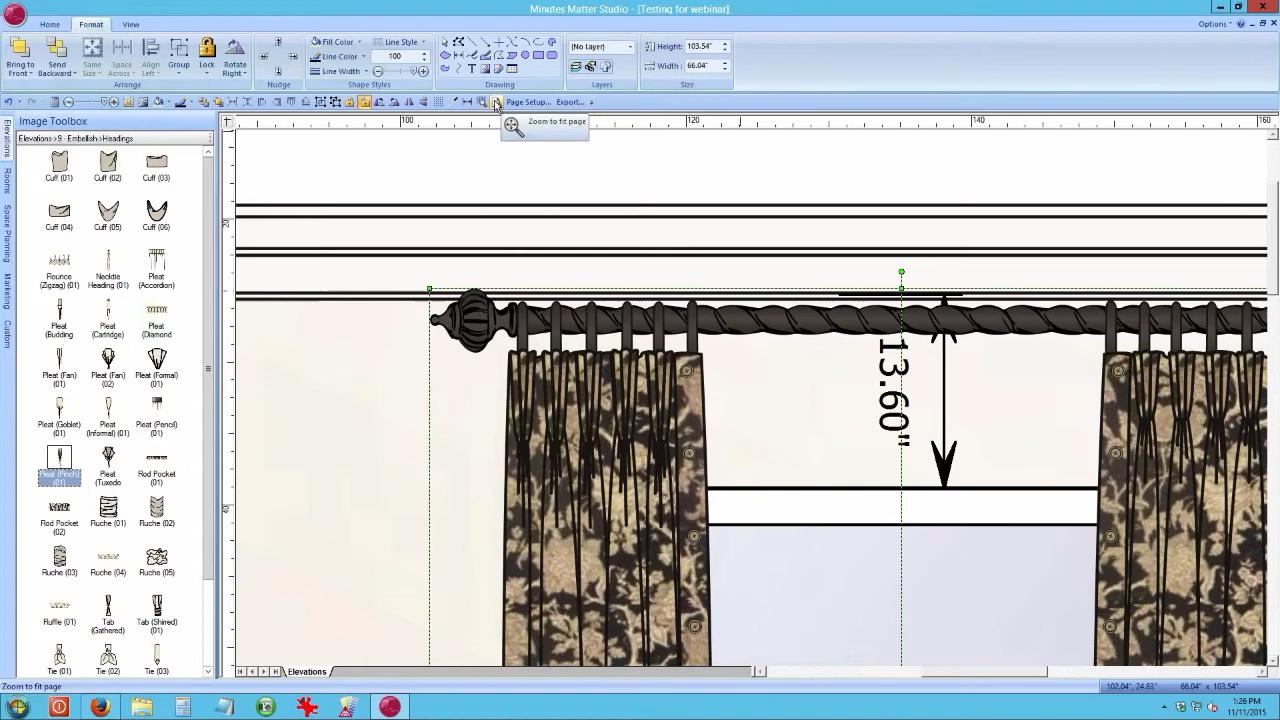 Minutes Matter Studio - [Testing for webinar]
Home Format View Options
Bring to Front Send Backward Same Size Space Across Align Left Group Lock Rotate Right
Arrange
Nudge
Fill Color Line Style
Line Color 100
Line Width
Shape Styles
Drawing
(No Layer)
Layers
Height: 103.54"
Width: 66.04"
Size
Page Setup... Export...
Zoom to fit page
Image Toolbox
Elevations->9 - Embellish->Headings
Elevations
Rooms
Space Planning
Marketing
Custom
Cuff (01) Cuff (02) Cuff (03)
Cuff (04) Cuff (05) Cuff (06)
Flounce (Zigzag) (01) Necktie Heading (01) Pleat (Accordion)
Pleat (Budding Pleat (Cartridge) Pleat (Diamond
Pleat (Fan) (01) Pleat (Fan) (02) Pleat (Formal) (01)
Pleat (Goblet) (01) Pleat (Informal) (01) Pleat (Pencil) (01)
Pleat (Pinch) (01) Pleat (Tuxedo Rod Pocket (01)
Rod Pocket (02) Ruche (01) Ruche (02)
Ruche (03) Ruche (04) Ruche (05)
Ruffle (01) Tab (Gathered) Tab (Shirred) (01)
Tie (01) Tie (02) Tie (03)
100 120 140 160
20
40
13.60"
Elevations
Zoom to fit page
102.04", 24.83" 66.04" x 103.54"
1:26 PM
11/11/2015